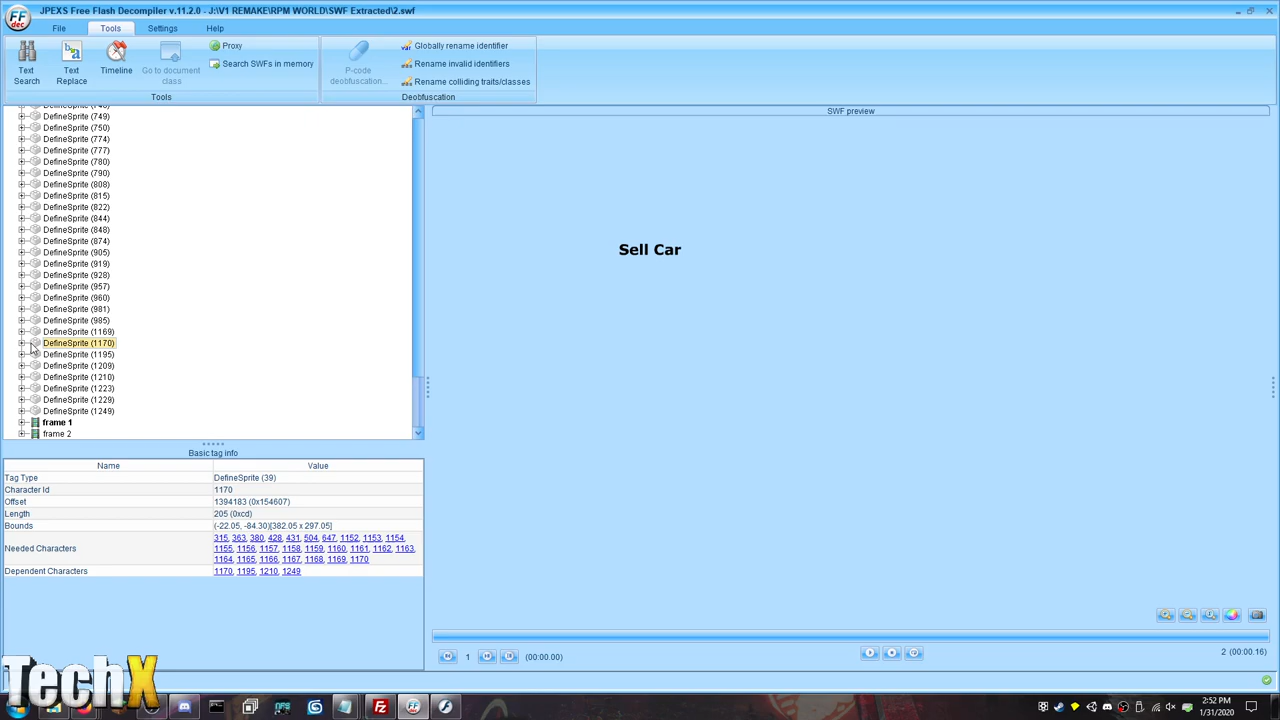 JPEXS Free Flash Decompiler v.11.2.0 - J:\V1 REMAKE\RPM WORLD\SWF Extracted\2.swf
FF dec
File Tools Settings Help
Text Search
Text Replace
Timeline
Go to document class
Proxy
Search SWFs in memory
P-code deobfuscation...
Globally rename identifier
Rename invalid identifiers
Rename colliding traits/classes
Tools
Deobfuscation
DefineSprite (749)
DefineSprite (750)
DefineSprite (774)
DefineSprite (777)
DefineSprite (780)
DefineSprite (790)
DefineSprite (808)
DefineSprite (815)
DefineSprite (822)
DefineSprite (844)
DefineSprite (848)
DefineSprite (874)
DefineSprite (905)
DefineSprite (919)
DefineSprite (928)
DefineSprite (957)
DefineSprite (960)
DefineSprite (981)
DefineSprite (985)
DefineSprite (1169)
DefineSprite (1170)
DefineSprite (1195)
DefineSprite (1209)
DefineSprite (1210)
DefineSprite (1223)
DefineSprite (1229)
DefineSprite (1249)
frame 1
frame 2
SWF preview
Sell Car
Basic tag info
Name Value
Tag Type DefineSprite (39)
Character Id 1170
Offset 1394183 (0x154607)
Length 205 (0xcd)
Bounds (-22.05, -84.30)[382.05 x 297.05]
Needed Characters 315, 363, 380, 428, 431, 504, 647, 1152, 1153, 1154,
1155, 1156, 1157, 1158, 1159, 1160, 1161, 1162, 1163,
1164, 1165, 1166, 1167, 1168, 1169, 1170
Dependent Characters 1170, 1195, 1210, 1249
1 (00:00.00)
2 (00:00.16)
TechX
2:52 PM
1/31/2020